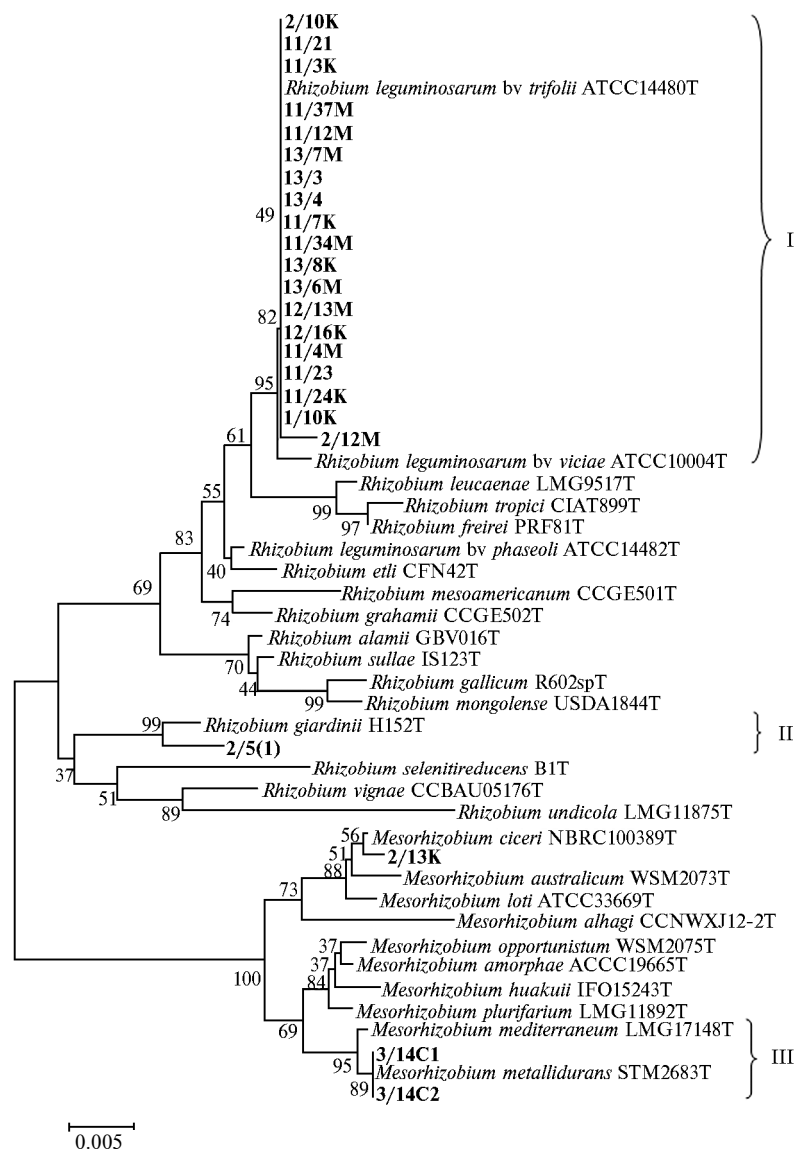 2/10K
11/21
11/3K
Rhizobium leguminosarum bv trifolii ATCC14480T
11/37M
11/12M
13/7M
13/3
13/4
49
11/7K
I
11/34M
13/8K
13/6M
12/13M
82
12/16K
11/4M
11/23
95
11/24K
1/10K
61
2/12M
Rhizobium leguminosarum bv viciae ATCC10004T
Rhizobium leucaenae LMG9517T
55
Rhizobium tropici CIAT899T
99
97
Rhizobium freirei PRF81T
83
Rhizobium leguminosarum bv phaseoli ATCC14482T
40
Rhizobium etli CFN42T
69
Rhizobium mesoamericanum CCGE501T
74
Rhizobium grahamii CCGE502T
Rhizobium alamii GBV016T
70
Rhizobium sullae IS123T
44
Rhizobium gallicum R602spT
99
Rhizobium mongolense USDA1844T
99
Rhizobium giardinii H152T
II
2/5(1)
37
Rhizobium selenitireducens B1T
51
Rhizobium vignae CCBAU05176T
89
Rhizobium undicola LMG11875T
56
Mesorhizobium ciceri NBRC100389T
51
2/13K
88
Mesorhizobium australicum WSM2073T
73
Mesorhizobium loti ATCC33669T
Mesorhizobium alhagi CCNWXJ12-2T
37
Mesorhizobium opportunistum WSM2075T
37
Mesorhizobium amorphae ACCC19665T
100
84
Mesorhizobium huakuii IFO15243T
Mesorhizobium plurifarium LMG11892T
69
Mesorhizobium mediterraneum LMG17148T
3/14C1
III
95
Mesorhizobium metallidurans STM2683T
89
3/14C2
0.005